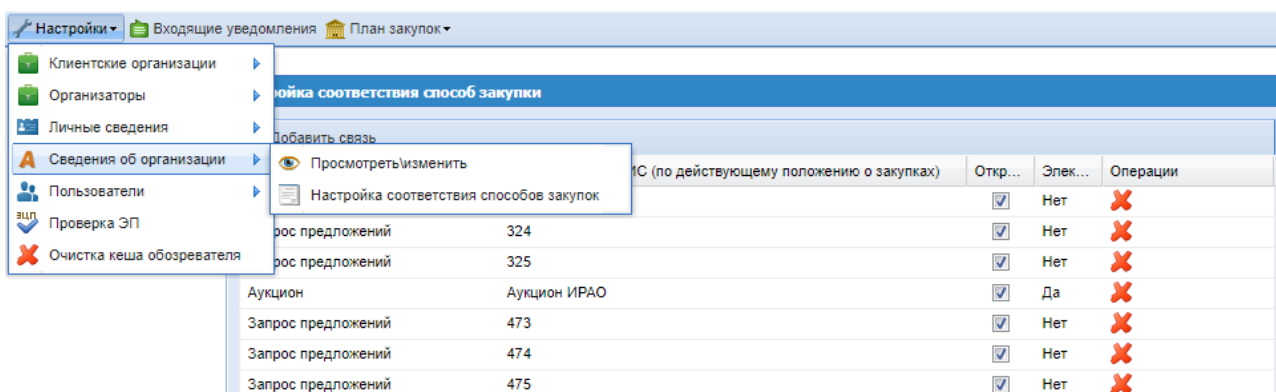 Настройки Входящие уведомления План закупок
Клиентские организации
Организаторы
ройка соответствия способ закупки
Личные сведения
Добавить связь
Сведения об организации
Просмотреть\изменить
ИС (по действующему положению о закупках) Откр... Элек... Операции
Пользователи
Настройка соответствия способов закупок
Нет
эцп
Проверка ЭП
рос предложений 324 Нет
Очистка кеша обозревателя
рос предложений 325 Нет
Аукцион Аукцион ИРАО Да
Запрос предложений 473 Нет
Запрос предложений 474 Нет
Запрос предложений 475 Нет